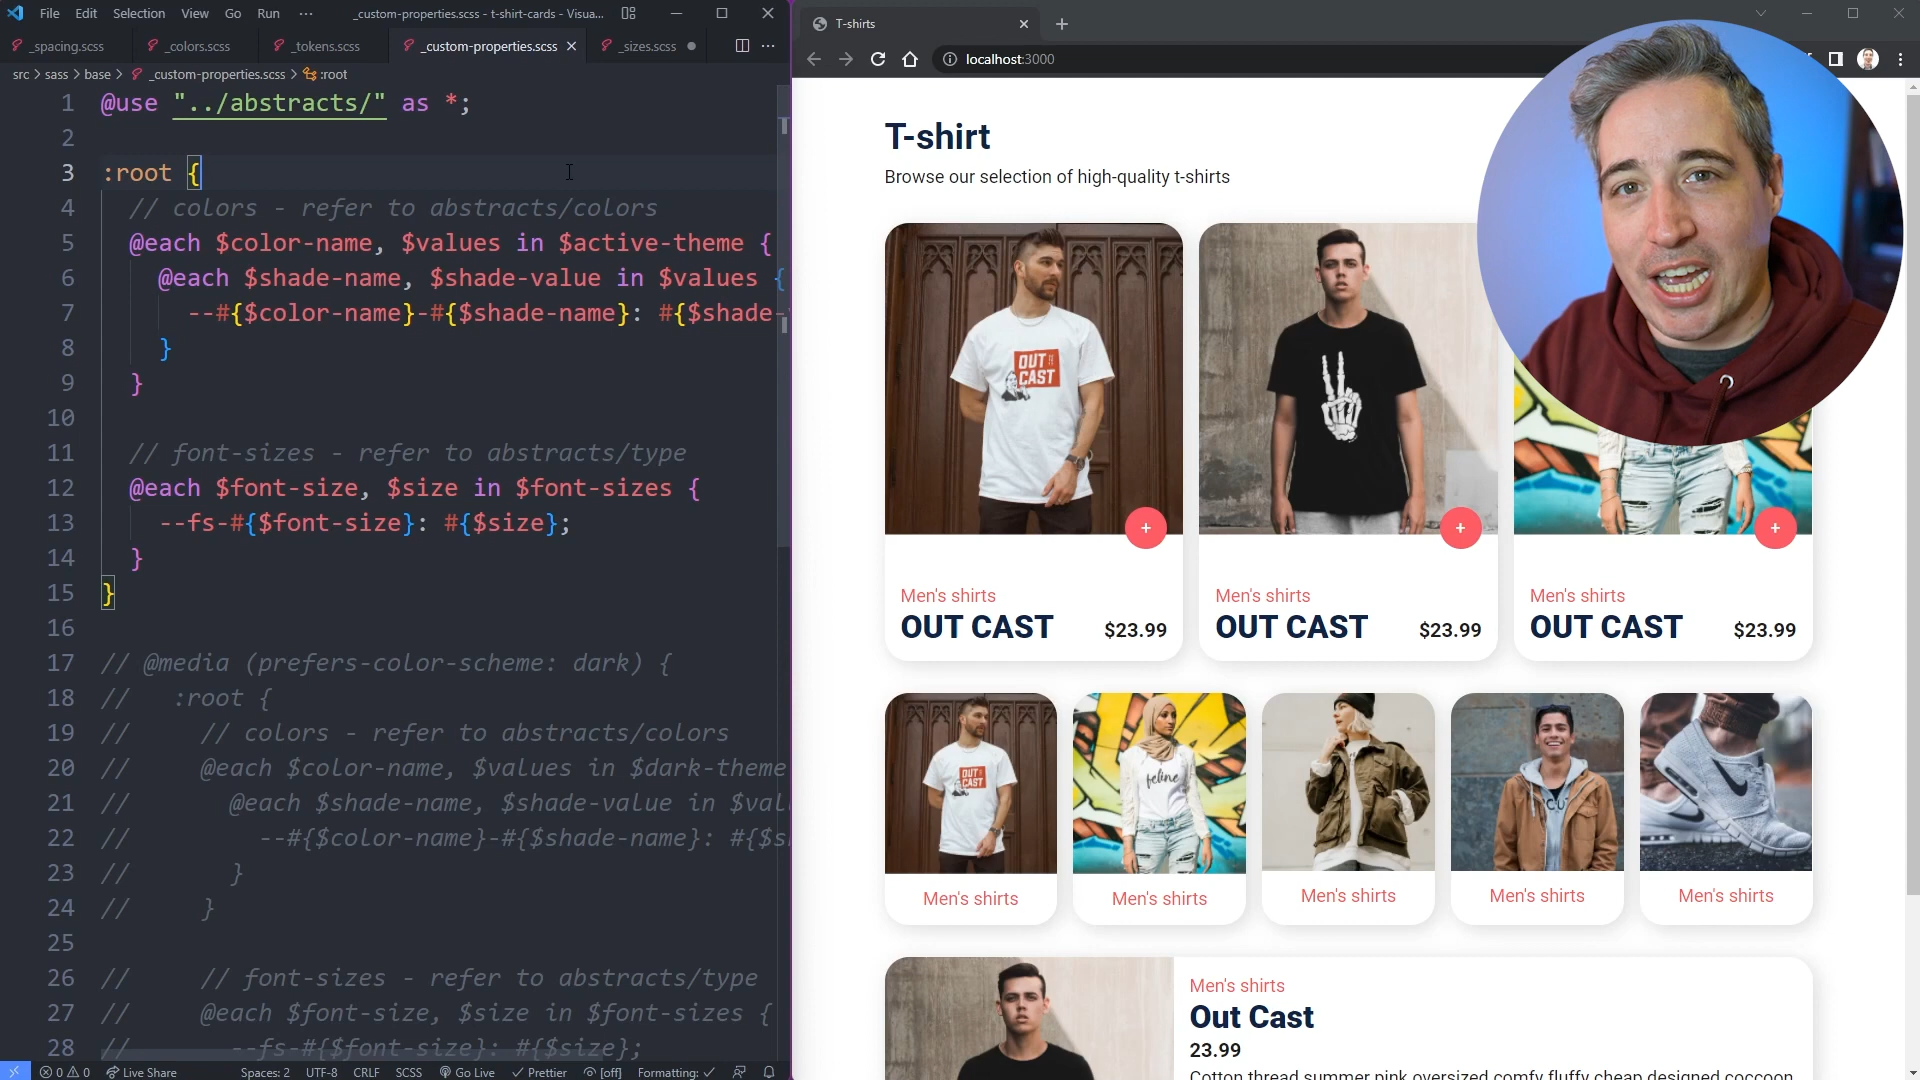 File Edit Selection View Go Run ··· _custom-properties.scss - t-shirt-cards - Visua...
_spacing.scss _colors.scss _tokens.scss _custom-properties.scss _sizes.scss
src > sass > base > _custom-properties.scss > :root
1 @use "../abstracts/" as *;
2
3 :root {
4 // colors - refer to abstracts/colors
5 @each $color-name, $values in $active-theme {
6 @each $shade-name, $shade-value in $values {
7 --#{$color-name}-#{$shade-name}: #{$shade-
8 }
9 }
10
11 // font-sizes - refer to abstracts/type
12 @each $font-size, $size in $font-sizes {
13 --fs-#{$font-size}: #{$size};
14 }
15 }
16
17 // @media (prefers-color-scheme: dark) {
18 // :root {
19 // // colors - refer to abstracts/colors
20 // @each $color-name, $values in $dark-theme
21 // @each $shade-name, $shade-value in $val
22 // --#{$color-name}-#{$shade-name}: #{$s
23 // }
24 // }
25
26 // // font-sizes - refer to abstracts/type
27 // @each $font-size, $size in $font-sizes {
28 // --fs-#{$font-size}: #{$size};
0 0 Live Share Spaces: 2 UTF-8 CRLF SCSS Go Live Prettier [off] Formatting: ✓
T-shirts
localhost:3000
T-shirt
Browse our selection of high-quality t-shirts
OUT CAST
+ + +
Men's shirts Men's shirts Men's shirts
OUT CAST $23.99 OUT CAST $23.99 OUT CAST $23.99
OUT CAST
feline
Men's shirts Men's shirts Men's shirts Men's shirts Men's shirts
Men's shirts
Out Cast
23.99
Cotton thread summer pink oversized comfy fluffy cheap designed coccoon